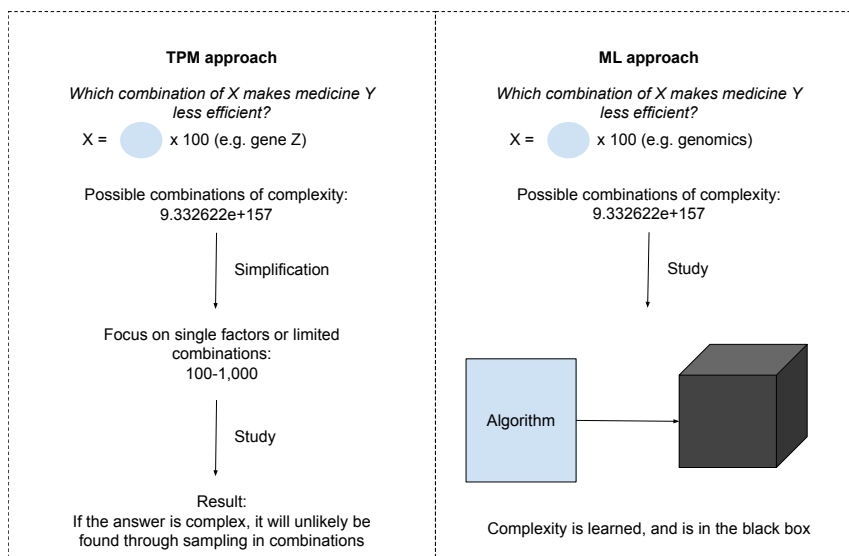 TPM approach
Which combination of X makes medicine Y
less efficient?
X = x 100 (e.g. gene Z)
Possible combinations of complexity:
9.332622e+157
Simplification
Focus on single factors or limited
combinations:
100-1,000
Study
Result:
If the answer is complex, it will unlikely be
found through sampling in combinations
ML approach
Which combination of X makes medicine Y
less efficient?
X = x 100 (e.g. genomics)
Possible combinations of complexity:
9.332622e+157
Study
Algorithm
Complexity is learned, and is in the black box